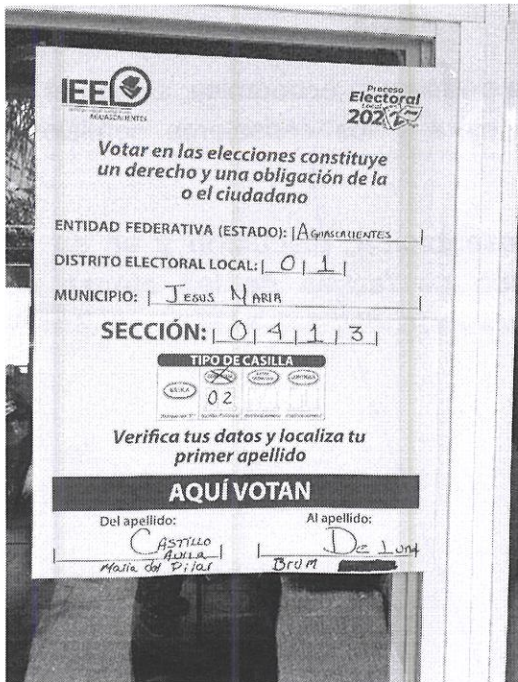 IEE
AGUASCALIENTES
Proceso
Electoral
Votar en las elecciones constituye
un derecho y una obligación de la
o el ciudadano
ENTIDAD FEDERATIVA (ESTADO): AGUASCALIENTES
DISTRITO ELECTORAL LOCAL: 0 1
MUNICIPIO: JESUS MARIA
SECCIÓN: 0 4 1 3
TIPO DE CASILLA
BÁSICA
02
Verifica tus datos y localiza tu
primer apellido
AQUÍ VOTAN
Del apellido: Al apellido:
CASTILLO De Luna
AVILA
Maria del Pilar Brum